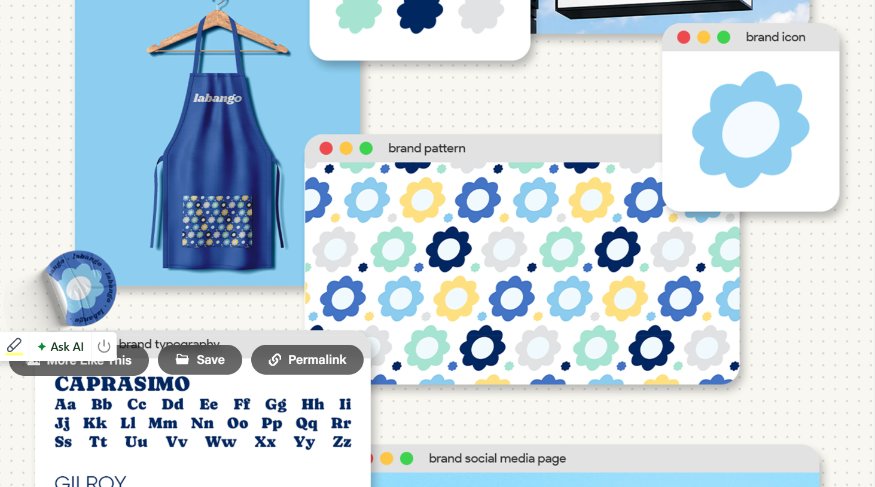 labango
brand icon
brand pattern
labango
labango
brand typography
Ask AI
More Like This
Save
Permalink
CAPRASIMO
Aa Bb Cc Dd Ee Ff Gg Hh Ii
Jj Kk Ll Mm Nn Oo Pp Qq Rr
Ss Tt Uu Vv Ww Xx Yy Zz
brand social media page
GILROY